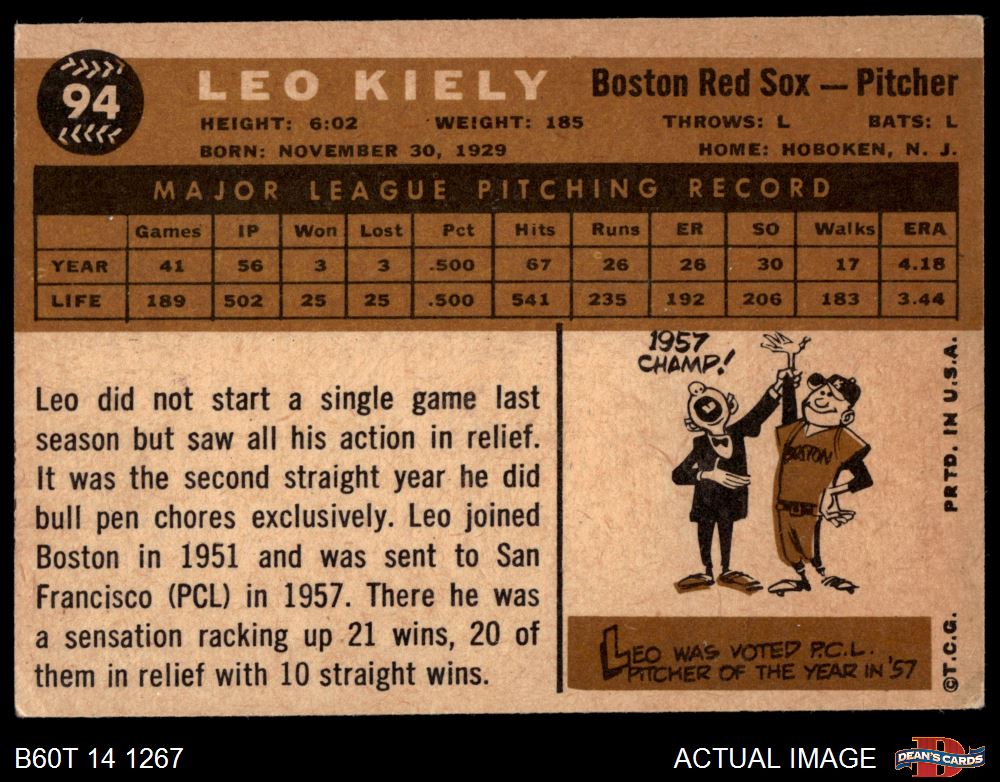 94
LEO KIELY
Boston Red Sox — Pitcher
HEIGHT: 6:02 WEIGHT: 185 THROWS: L BATS: L
BORN: NOVEMBER 30, 1929 HOME: HOBOKEN, N. J.
MAJOR LEAGUE PITCHING RECORD
Games IP Won Lost Pct Hits Runs ER SO Walks ERA
YEAR 41 56 3 3 .500 67 26 26 30 17 4.18
LIFE 189 502 25 25 .500 541 235 192 206 183 3.44
Leo did not start a single game last
season but saw all his action in relief.
It was the second straight year he did
bull pen chores exclusively. Leo joined
Boston in 1951 and was sent to San
Francisco (PCL) in 1957. There he was
a sensation racking up 21 wins, 20 of
them in relief with 10 straight wins.
1957
CHAMP!
BOSTON
LEO WAS VOTED P.C.L.
PITCHER OF THE YEAR IN '57
©T.C.G. PRTD. IN U.S.A.
B60T 14 1267
ACTUAL IMAGE
D
DEAN'S CARDS